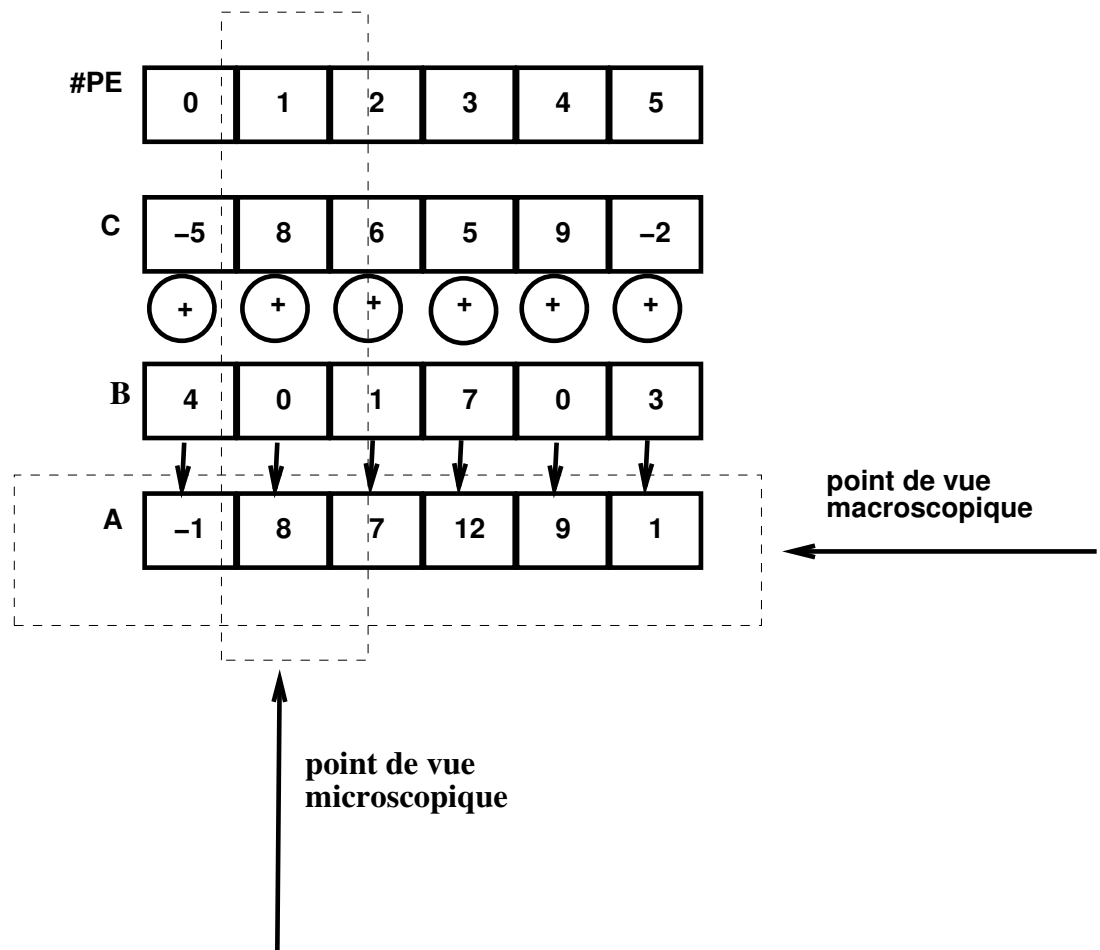 #PE 0 1 2 3 4 5
C −5 8 6 5 9 −2
+ + + + + +
B 4 0 1 7 0 3
A −1 8 7 12 9 1
point de vue
macroscopique
point de vue
microscopique